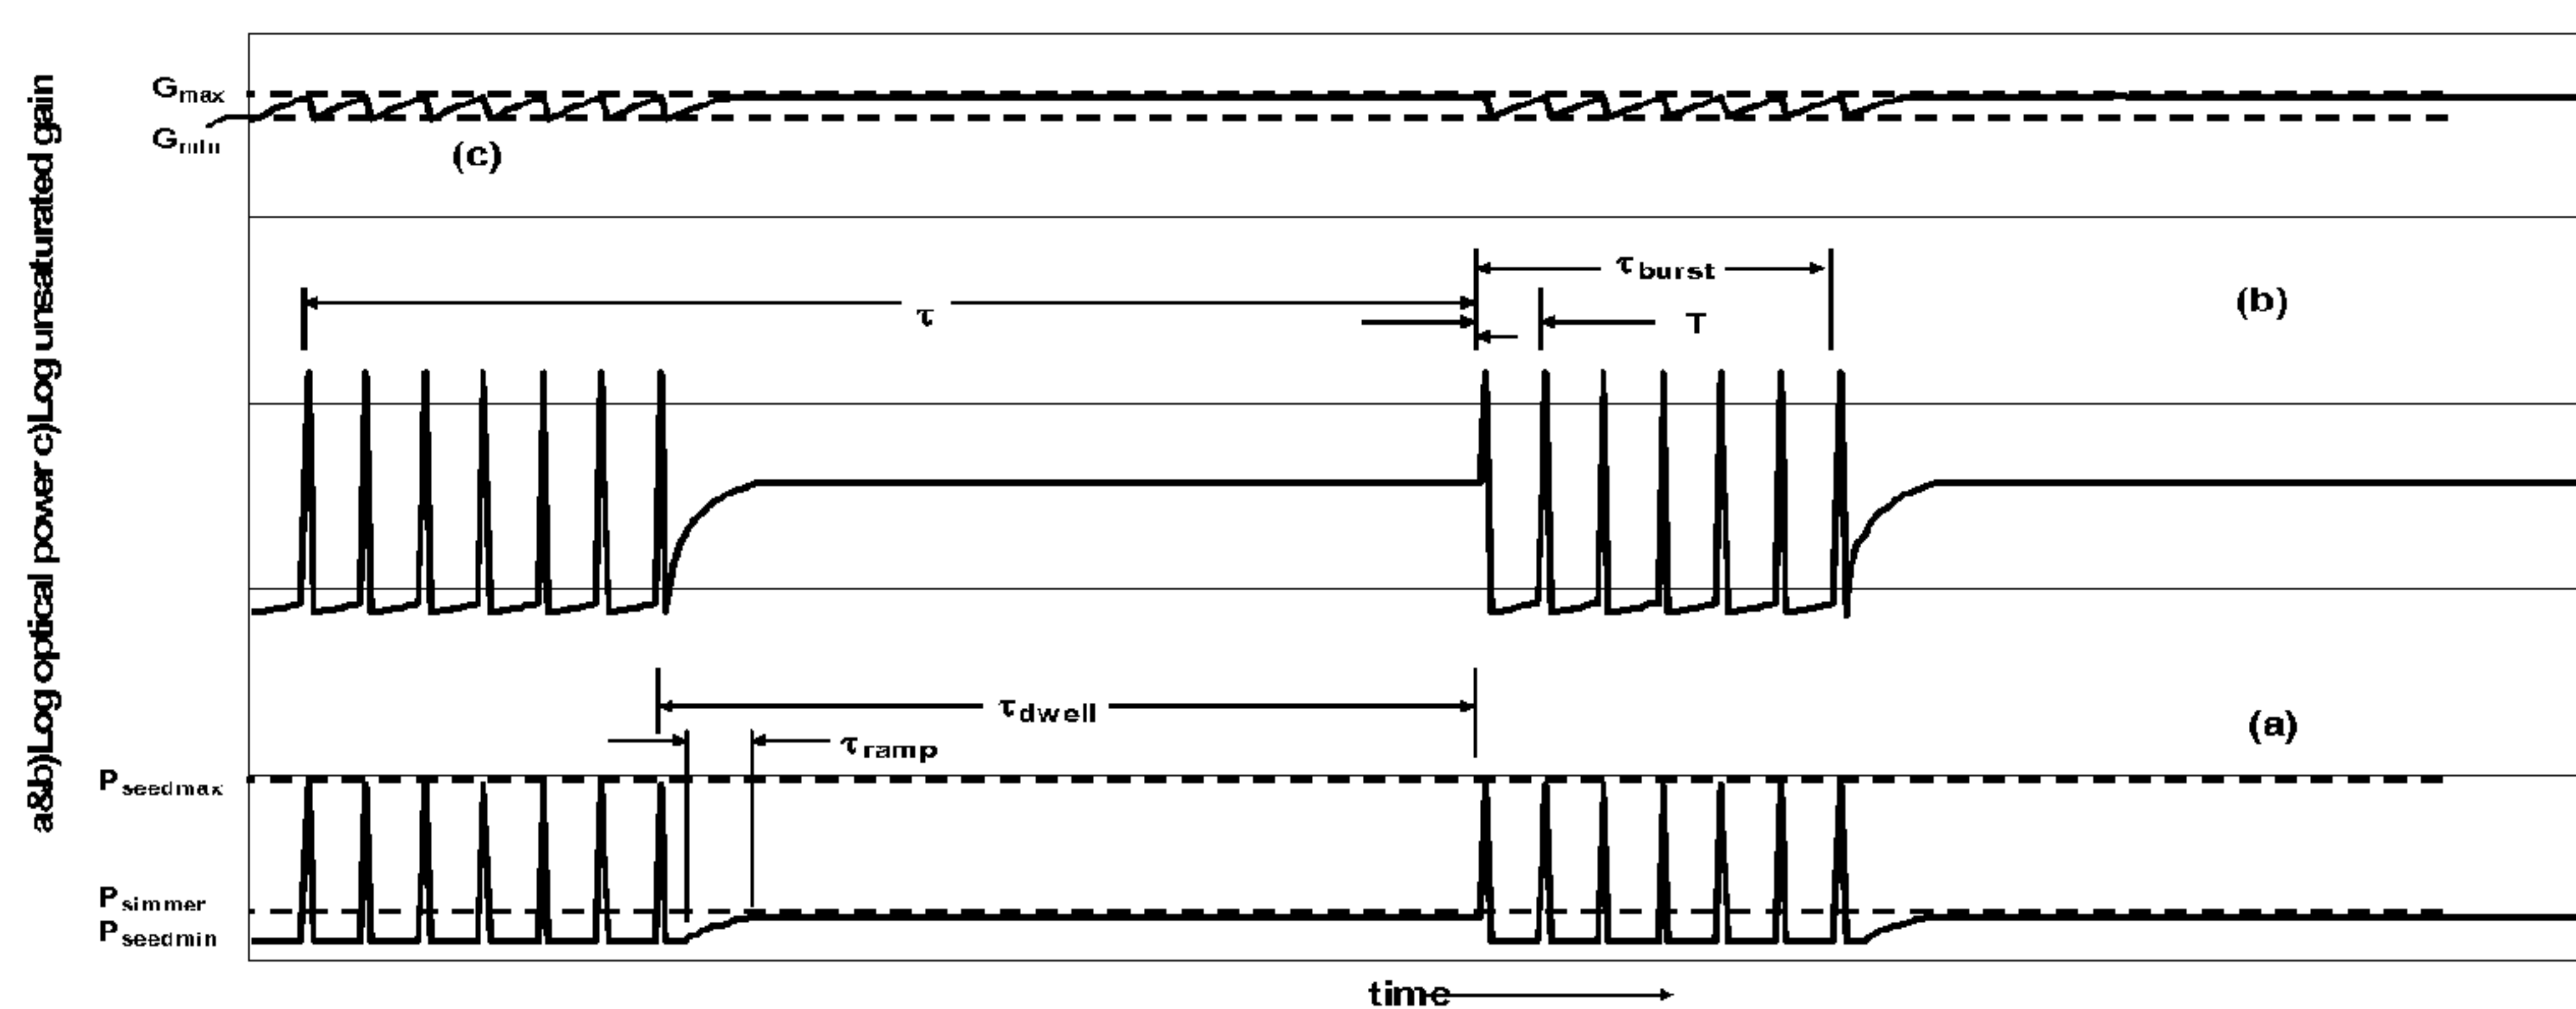 a&b)Log optical power c)Log unsaturated gain
Gmax
Gmin
(c)
τburst
τ
T
(b)
τdwell
τramp
(a)
Pseedmax
Psimmer
Pseedmin
time